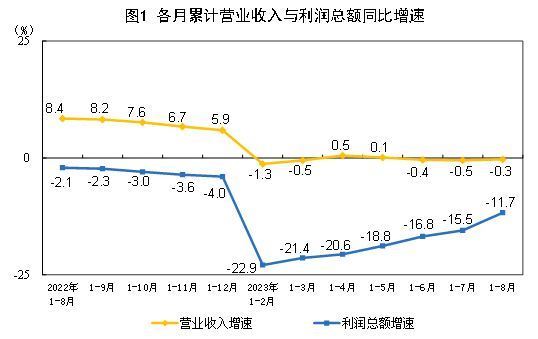 图1 各月累计营业收入与利润总额同比增速
(%)
25
8.4 8.2 7.6 6.7 5.9 -1.3 -0.5 0.5 0.1 -0.4 -0.5 -0.3
0
-2.1 -2.3 -3.0 -3.6 -4.0 -22.9 -21.4 -20.6 -18.8 -16.8 -15.5 -11.7
-25
2022年 1-9月 1-10月 1-11月 1-12月 2023年 1-3月 1-4月 1-5月 1-6月 1-7月 1-8月
1-8月 1-2月
营业收入增速 利润总额增速